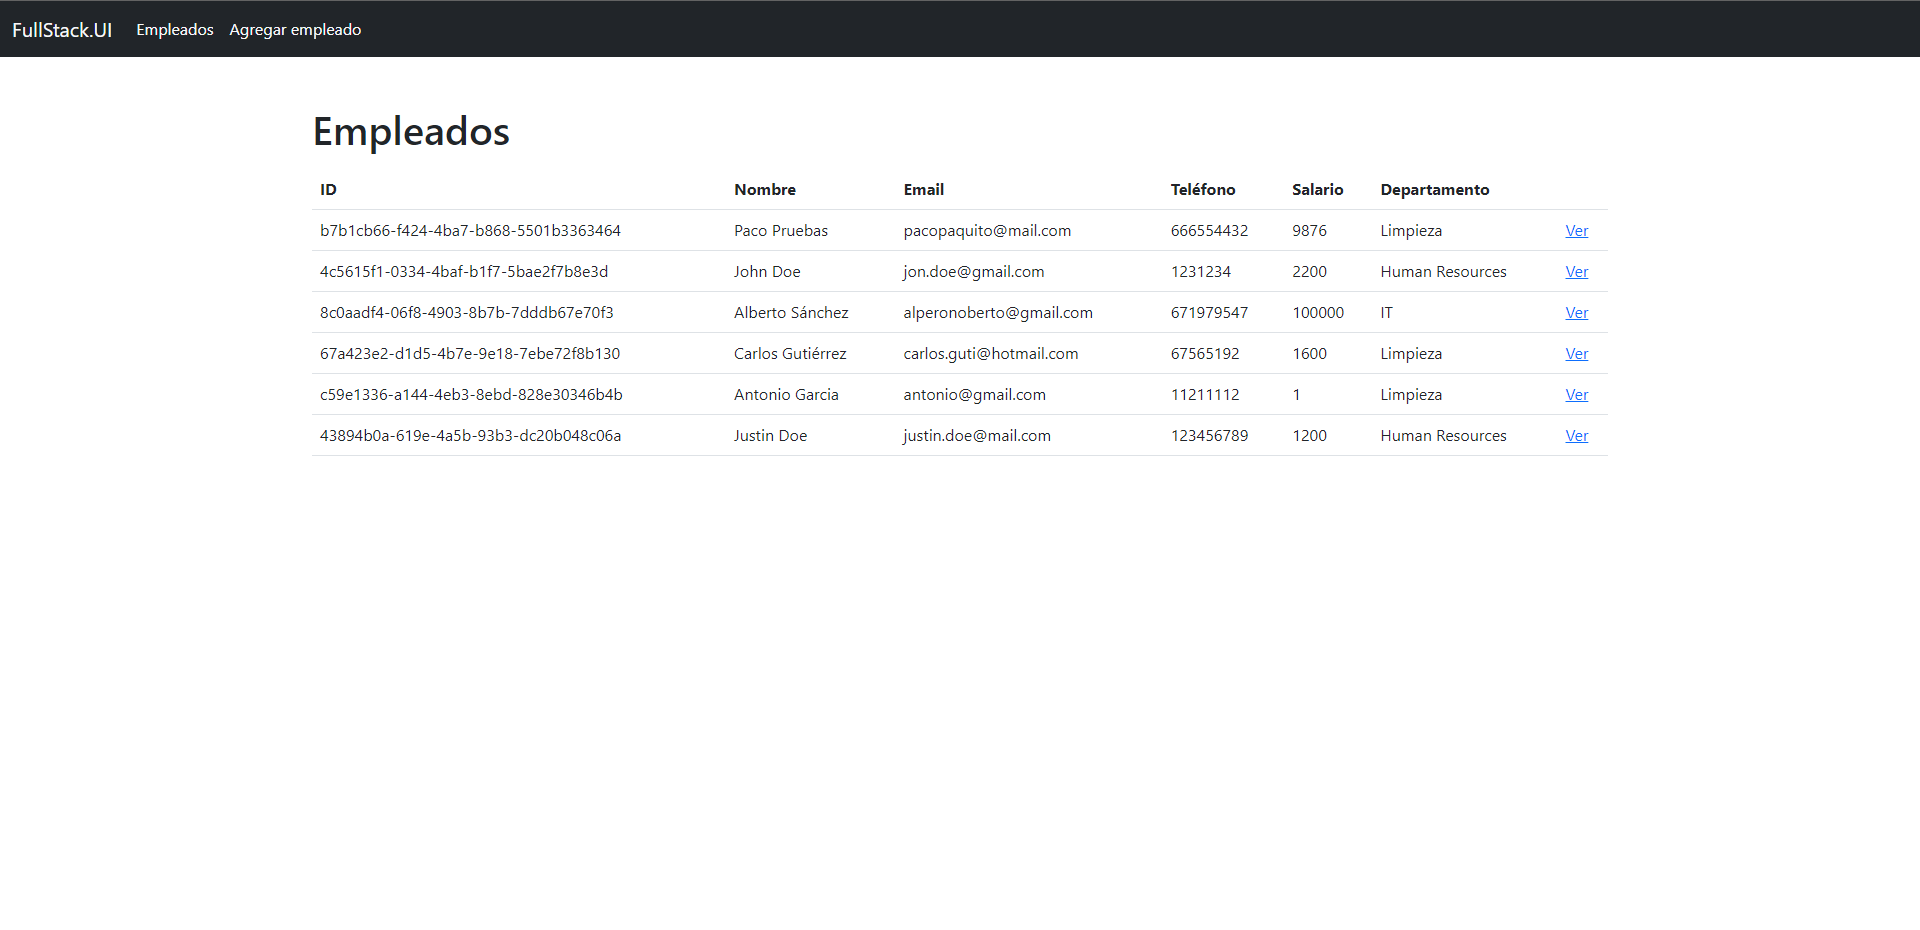 FullStack.UI Empleados Agregar empleado
Empleados
ID Nombre Email Teléfono Salario Departamento
b7b1cb66-f424-4ba7-b868-5501b3363464 Paco Pruebas pacopaquito@mail.com 666554432 9876 Limpieza Ver
4c5615f1-0334-4baf-b1f7-5bae2f7b8e3d John Doe jon.doe@gmail.com 1231234 2200 Human Resources Ver
8c0aadf4-06f8-4903-8b7b-7dddb67e70f3 Alberto Sánchez alperonoberto@gmail.com 671979547 100000 IT Ver
67a423e2-d1d5-4b7e-9e18-7ebe72f8b130 Carlos Gutiérrez carlos.guti@hotmail.com 67565192 1600 Limpieza Ver
c59e1336-a144-4eb3-8ebd-828e30346b4b Antonio Garcia antonio@gmail.com 11211112 1 Limpieza Ver
43894b0a-619e-4a5b-93b3-dc20b048c06a Justin Doe justin.doe@mail.com 123456789 1200 Human Resources Ver